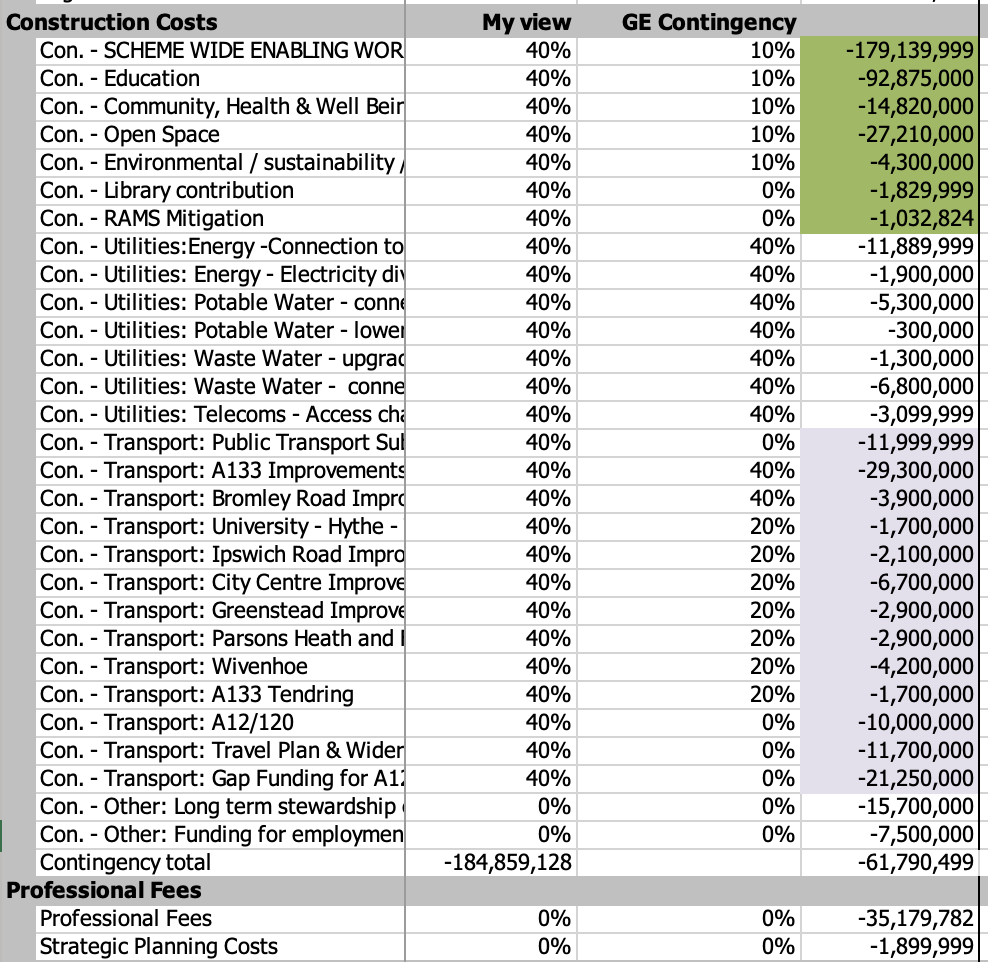 Construction Costs My view GE Contingency
Con. - SCHEME WIDE ENABLING WOR 40% 10% -179,139,999
Con. - Education 40% 10% -92,875,000
Con. - Community, Health & Well Beir 40% 10% -14,820,000
Con. - Open Space 40% 10% -27,210,000
Con. - Environmental / sustainability / 40% 10% -4,300,000
Con. - Library contribution 40% 0% -1,829,999
Con. - RAMS Mitigation 40% 0% -1,032,824
Con. - Utilities:Energy -Connection to 40% 40% -11,889,999
Con. - Utilities: Energy - Electricity div 40% 40% -1,900,000
Con. - Utilities: Potable Water - conne 40% 40% -5,300,000
Con. - Utilities: Potable Water - lower 40% 40% -300,000
Con. - Utilities: Waste Water - upgrad 40% 40% -1,300,000
Con. - Utilities: Waste Water - conne 40% 40% -6,800,000
Con. - Utilities: Telecoms - Access cha 40% 40% -3,099,999
Con. - Transport: Public Transport Sub 40% 0% -11,999,999
Con. - Transport: A133 Improvements 40% 40% -29,300,000
Con. - Transport: Bromley Road Impro 40% 40% -3,900,000
Con. - Transport: University - Hythe - 40% 20% -1,700,000
Con. - Transport: Ipswich Road Impro 40% 20% -2,100,000
Con. - Transport: City Centre Improve 40% 20% -6,700,000
Con. - Transport: Greenstead Improve 40% 20% -2,900,000
Con. - Transport: Parsons Heath and 40% 20% -2,900,000
Con. - Transport: Wivenhoe 40% 20% -4,200,000
Con. - Transport: A133 Tendring 40% 20% -1,700,000
Con. - Transport: A12/120 40% 0% -10,000,000
Con. - Transport: Travel Plan & Wider 40% 0% -11,700,000
Con. - Transport: Gap Funding for A12 40% 0% -21,250,000
Con. - Other: Long term stewardship 0% 0% -15,700,000
Con. - Other: Funding for employmen 0% 0% -7,500,000
Contingency total -184,859,128 -61,790,499
Professional Fees
Professional Fees 0% 0% -35,179,782
Strategic Planning Costs 0% 0% -1,899,999